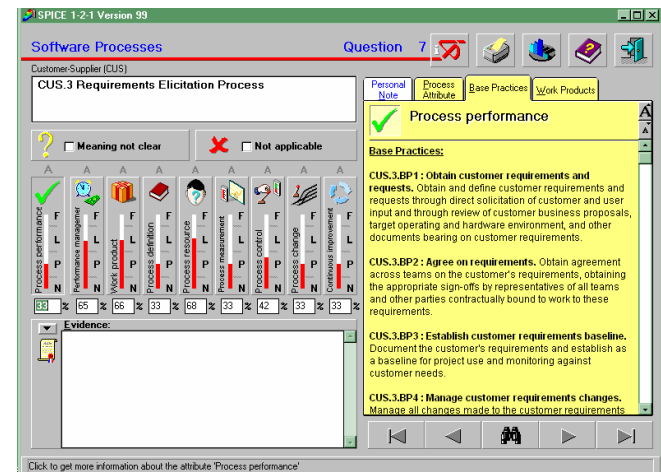 SPICE 1-2-1 Version 99
Software Processes
Question 7
Customer-Supplier (CUS)
CUS.3 Requirements Elicitation Process
Meaning not clear
Not applicable
A A A A A A A A A
Process performance
F
L
P
N
Performance managemer
F
L
P
N
Work product
F
L
P
N
Process definition
F
L
P
N
Process resource
F
L
P
N
Process measurement
F
L
P
N
Process control
F
L
P
N
Process change
F
L
P
N
Continuous improvement
F
L
P
N
33 % 65 % 66 % 33 % 68 % 33 % 42 % 33 % 33 %
Evidence:
Personal
Note
Process
Attribute
Base Practices
Work Products
Process performance
A
A
Base Practices:
CUS.3.BP1 : Obtain customer requirements and
requests. Obtain and define customer requirements and
requests through direct solicitation of customer and user
input and through review of customer business proposals,
target operating and hardware environment, and other
documents bearing on customer requirements.
CUS.3.BP2 : Agree on requirements. Obtain agreement
across teams on the customer's requirements, obtaining
the appropriate sign-offs by representatives of all teams
and other parties contractually bound to work to these
requirements.
CUS.3.BP3 : Establish customer requirements baseline.
Document the customer's requirements and establish as
a baseline for project use and monitoring against
customer needs.
CUS.3.BP4 : Manage customer requirements changes.
Manage all changes made to the customer requirements
Click to get more information about the attribute 'Process performance'